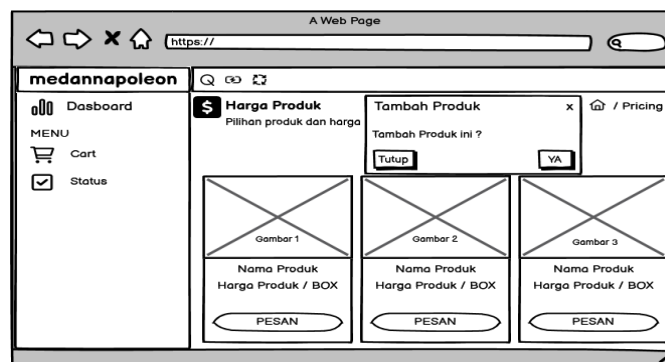 A Web Page
https://
medannapoleon
Dasboard
MENU
Cart
Status
$ Harga Produk
Pilihan produk dan harga
Tambah Produk x
Tambah Produk ini ?
Tutup YA
/ Pricing
Gambar 1
Nama Produk
Harga Produk / BOX
PESAN
Gambar 2
Nama Produk
Harga Produk / BOX
PESAN
Gambar 3
Nama Produk
Harga Produk / BOX
PESAN